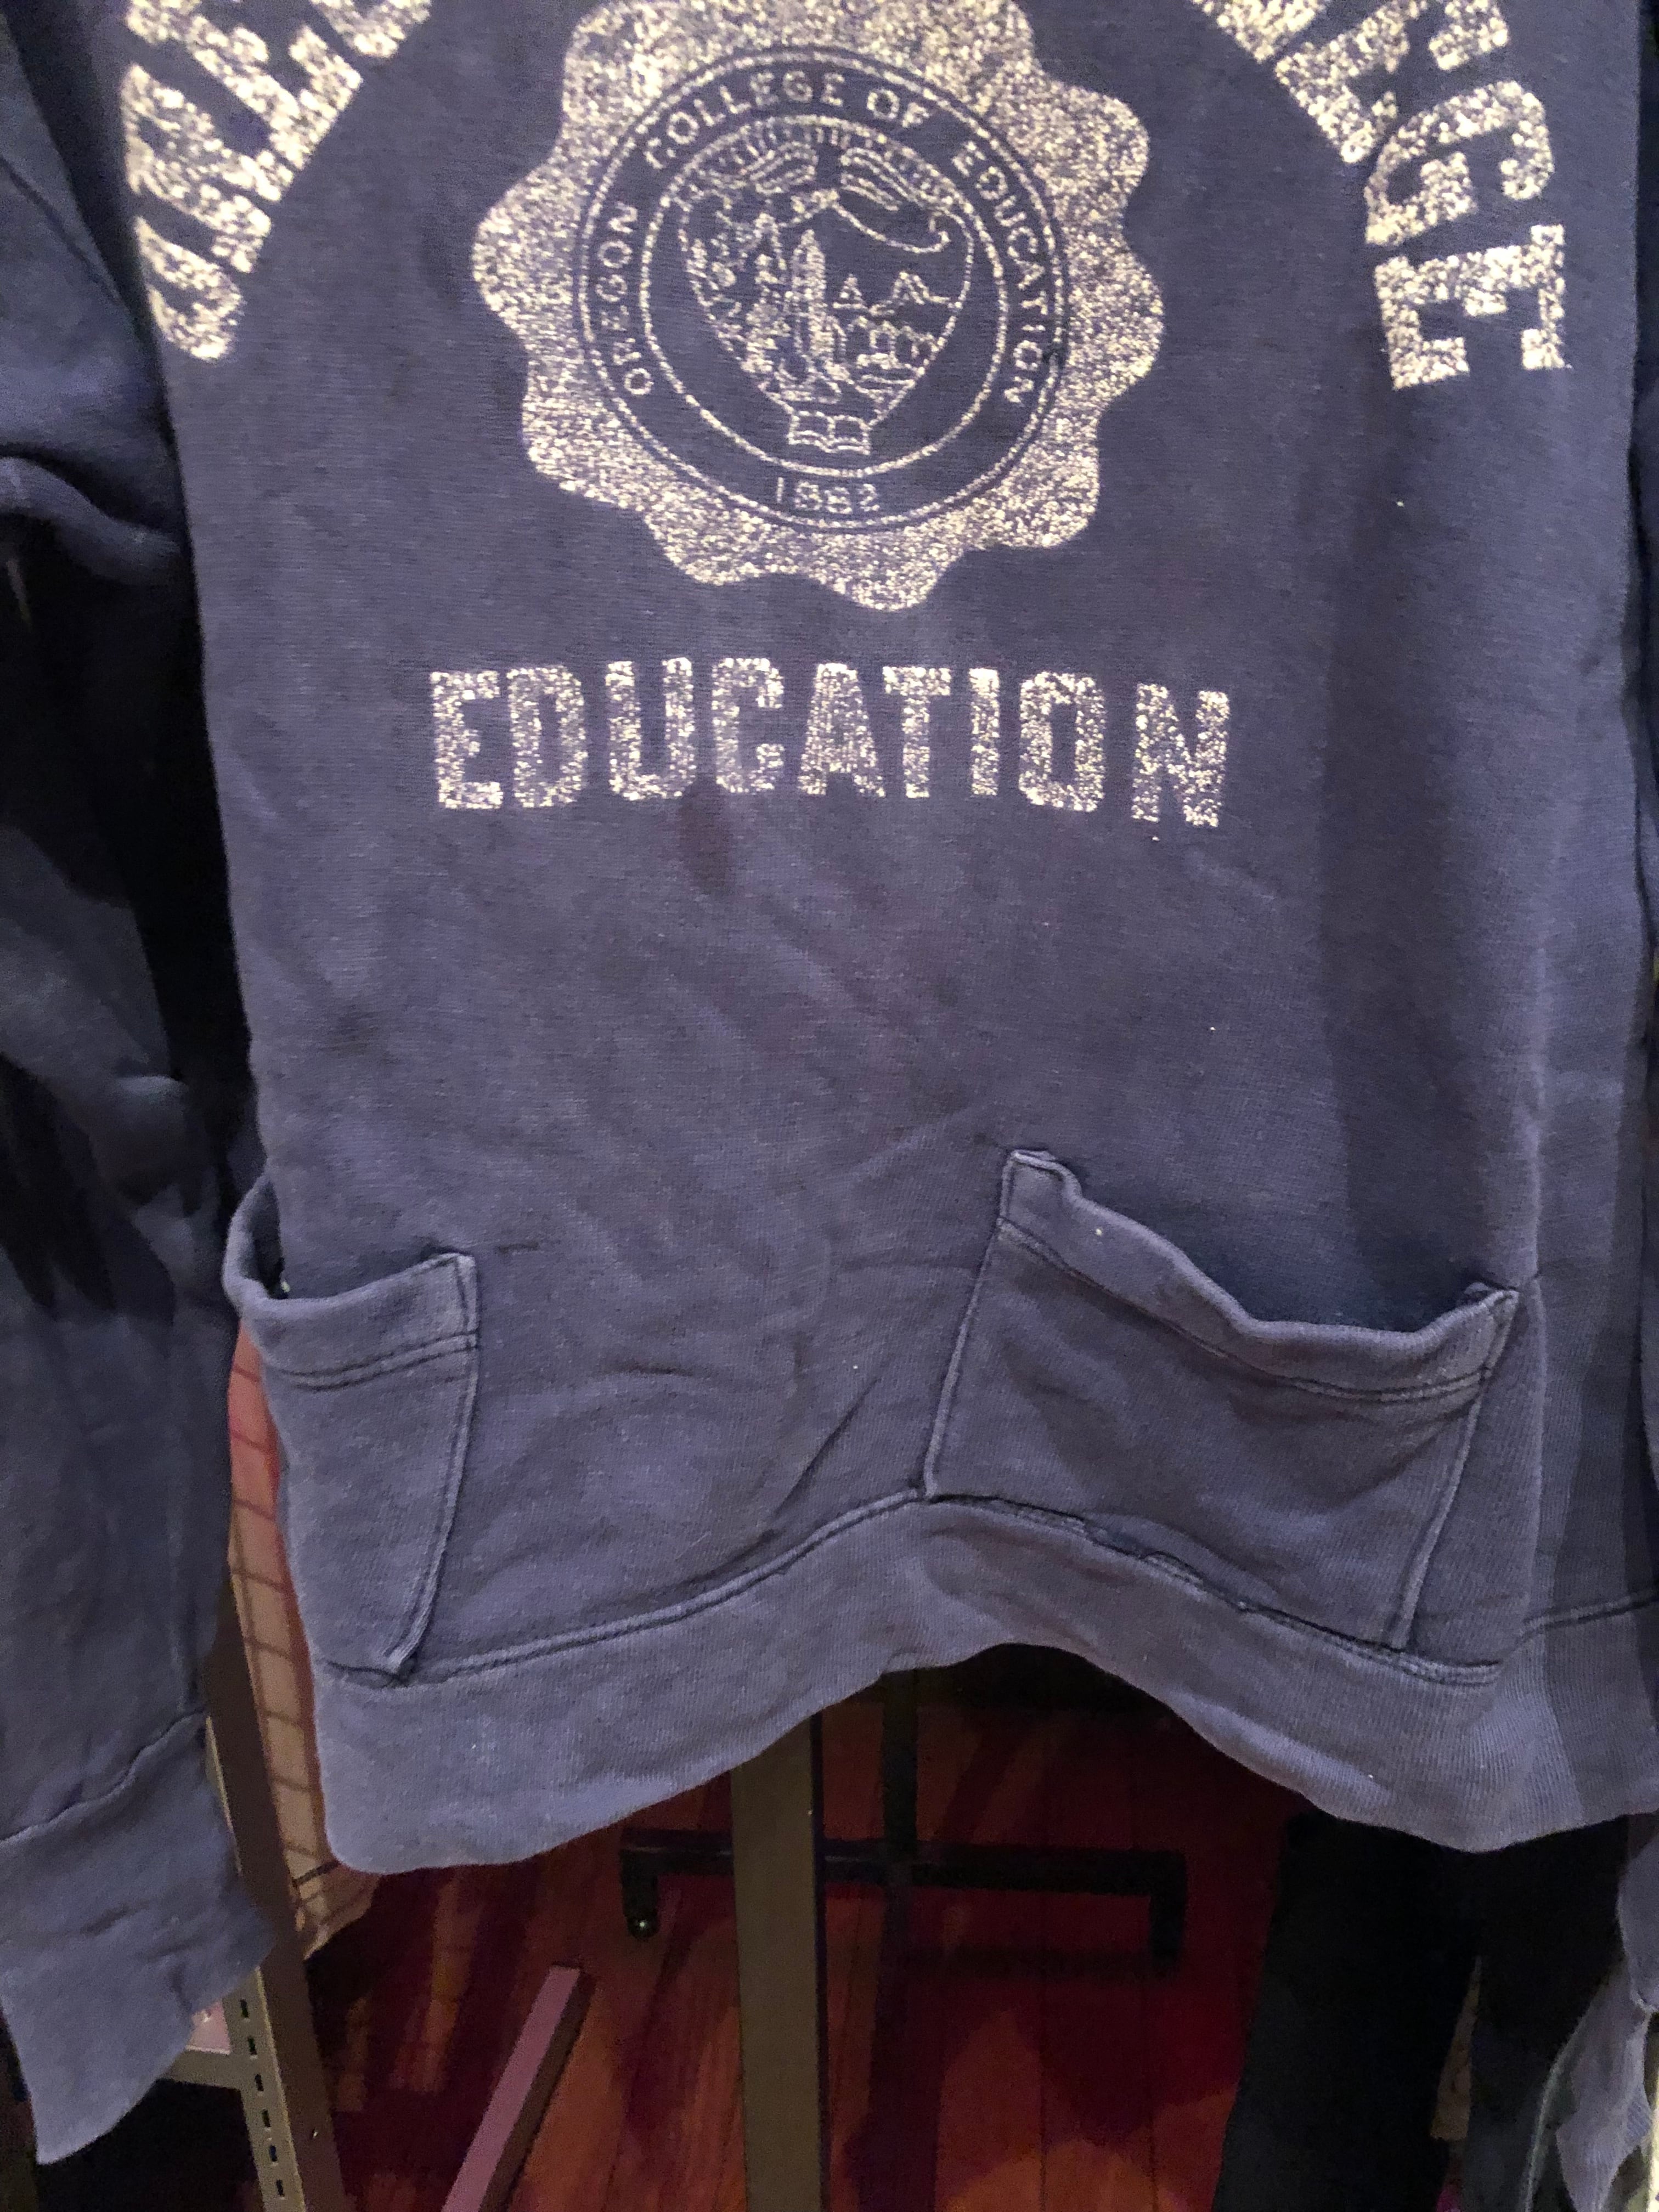 OREGON COLLEGE OF EDUCATION
1882
EDUCATION